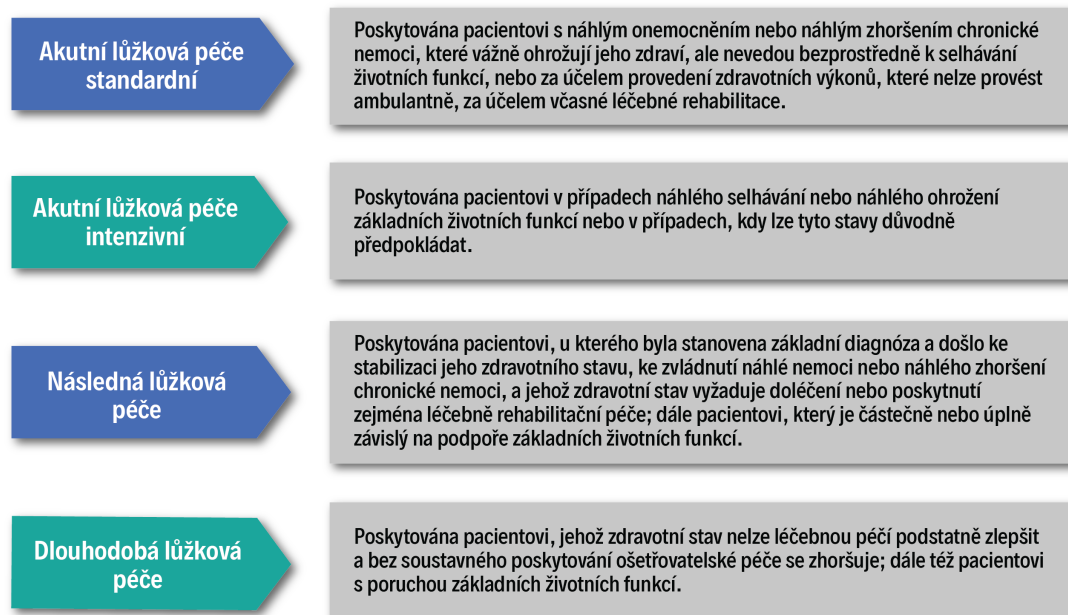 Akutní lůžková péče
standardní
Poskytována pacientovi s náhlým onemocněním nebo náhlým zhoršením chronické
nemoci, které vážně ohrožují jeho zdraví, ale nevedou bezprostředně k selhávání
životních funkcí, nebo za účelem provedení zdravotních výkonů, které nelze provést
ambulantně, za účelem včasné léčebné rehabilitace.
Akutní lůžková péče
intenzivní
Poskytována pacientovi v případech náhlého selhávání nebo náhlého ohrožení
základních životních funkcí nebo v případech, kdy lze tyto stavy důvodně
předpokládat.
Následná lůžková
péče
Poskytována pacientovi, u kterého byla stanovena základní diagnóza a došlo ke
stabilizaci jeho zdravotního stavu, ke zvládnutí náhlé nemoci nebo náhlého zhoršení
chronické nemoci, a jehož zdravotní stav vyžaduje doléčení nebo poskytnutí
zejména léčebně rehabilitační péče; dále pacientovi, který je částečně nebo úplně
závislý na podpoře základních životních funkcí.
Dlouhodobá lůžková
péče
Poskytována pacientovi, jehož zdravotní stav nelze léčebnou péčí podstatně zlepšit
a bez soustavného poskytování ošetřovatelské péče se zhoršuje; dále též pacientovi
s poruchou základních životních funkcí.